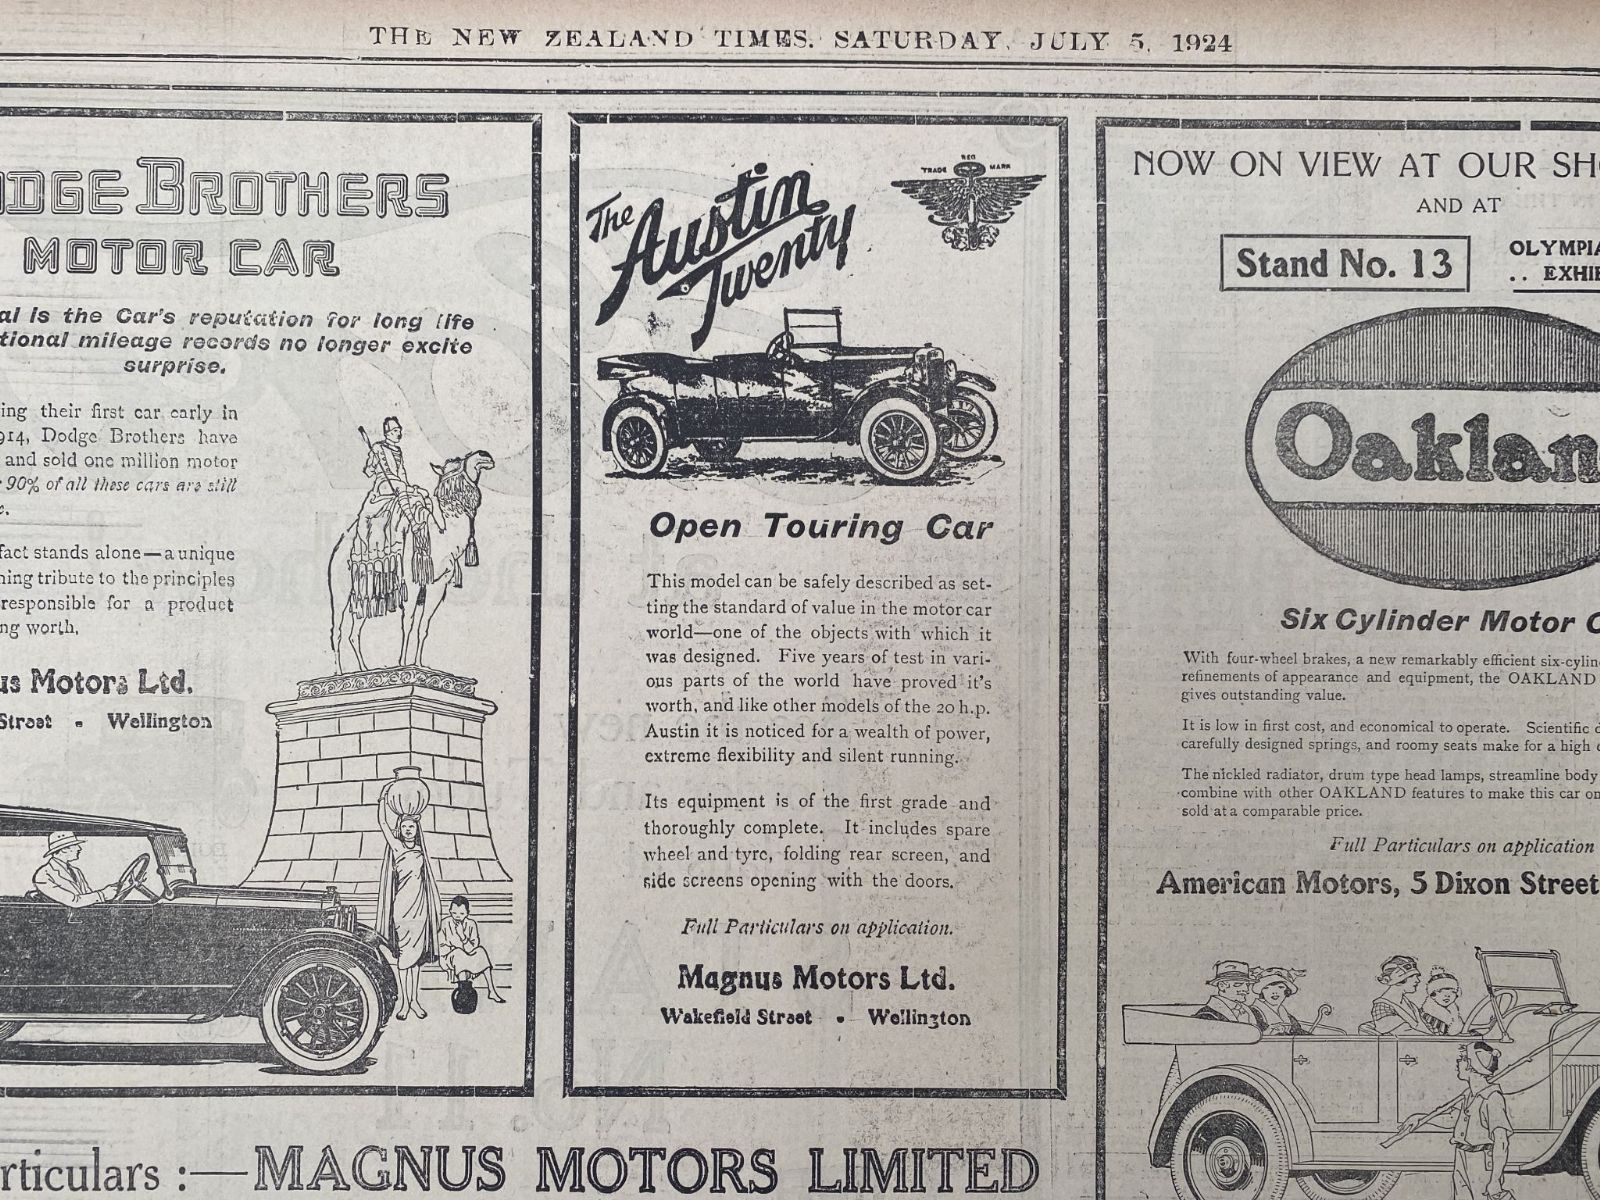 THE NEW ZEALAND TIMES. SATURDAY, JULY 5, 1924
DGE BROTHERS
MOTOR CAR
al is the Car's reputation for long life
tional mileage records no longer excite
surprise.
ing their first car early in
914, Dodge Brothers have
and sold one million motor
90% of all these cars are still
e.
fact stands alone—a unique
ning tribute to the principles
responsible for a product
ng worth.
us Motors Ltd.
Street - Wellington
The
Austin
Twenty
TRADE REG MARK
Open Touring Car
This model can be safely described as set-
ting the standard of value in the motor car
world—one of the objects with which it
was designed. Five years of test in vari-
ous parts of the world have proved it's
worth, and like other models of the 20 h.p.
Austin it is noticed for a wealth of power,
extreme flexibility and silent running.
Its equipment is of the first grade and
thoroughly complete. It includes spare
wheel and tyre, folding rear screen, and
side screens opening with the doors.
Full Particulars on application.
Magnus Motors Ltd.
Wakefield Street - Wellington
NOW ON VIEW AT OUR SHO
AND AT
Stand No. 13
OLYMPIA
.. EXHI
Oaklan
Six Cylinder Motor C
With four-wheel brakes, a new remarkably efficient six-cylin
refinements of appearance and equipment, the OAKLAND
gives outstanding value.
It is low in first cost, and economical to operate. Scientific d
carefully designed springs, and roomy seats make for a high
The nickled radiator, drum type head lamps, streamline body
combine with other OAKLAND features to make this car on
sold at a comparable price.
Full Particulars on application
American Motors, 5 Dixon Street
rticulars :—MAGNUS MOTORS LIMITED